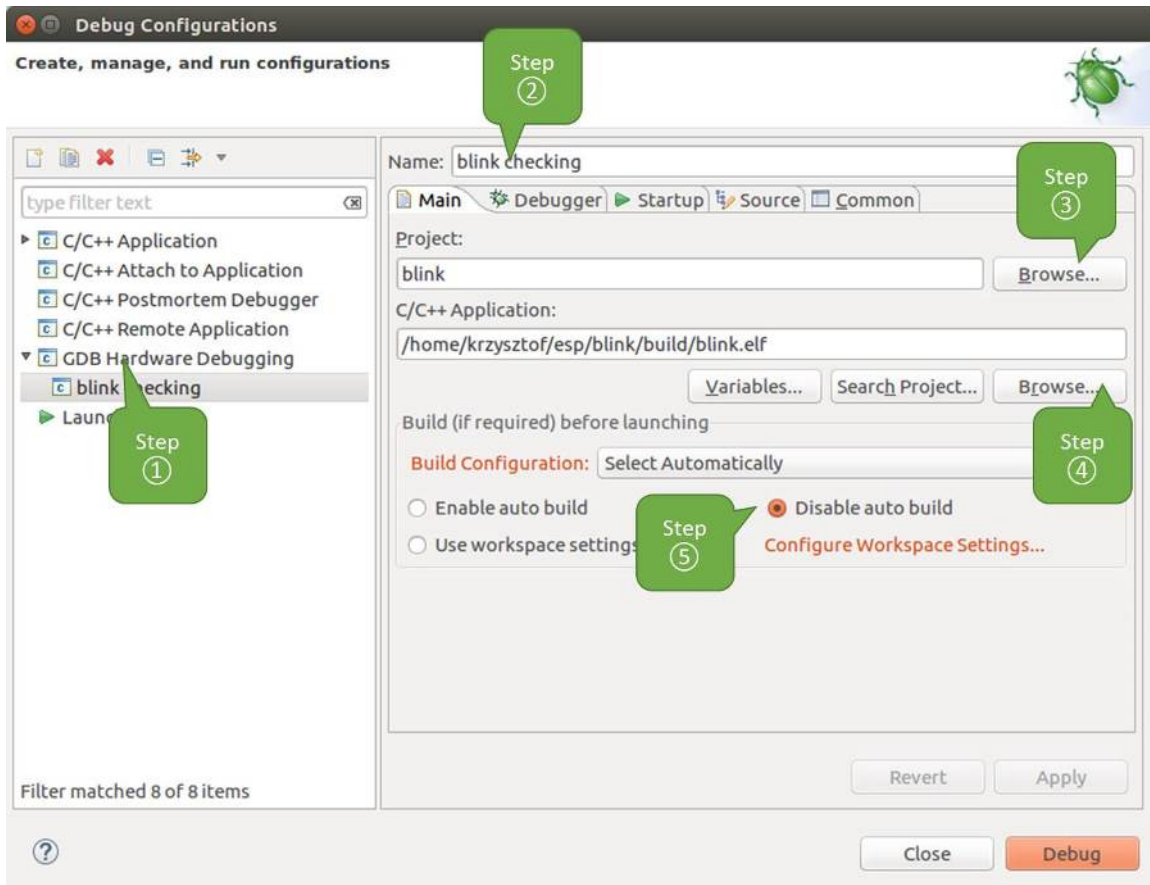 Debug Configurations
Create, manage, and run configurations
Step
②
Name: blink checking
type filter text
Main Debugger Startup Source Common
Step
③
C/C++ Application
C/C++ Attach to Application
C/C++ Postmortem Debugger
C/C++ Remote Application
GDB Hardware Debugging
blink checking
Step
①
Project:
blink
Browse...
C/C++ Application:
/home/krzysztof/esp/blink/build/blink.elf
Variables... Search Project... Browse...
Step
④
Build (if required) before launching
Build Configuration: Select Automatically
Enable auto build
Disable auto build
Step
⑤
Use workspace settings
Configure Workspace Settings...
Revert Apply
Filter matched 8 of 8 items
Close Debug